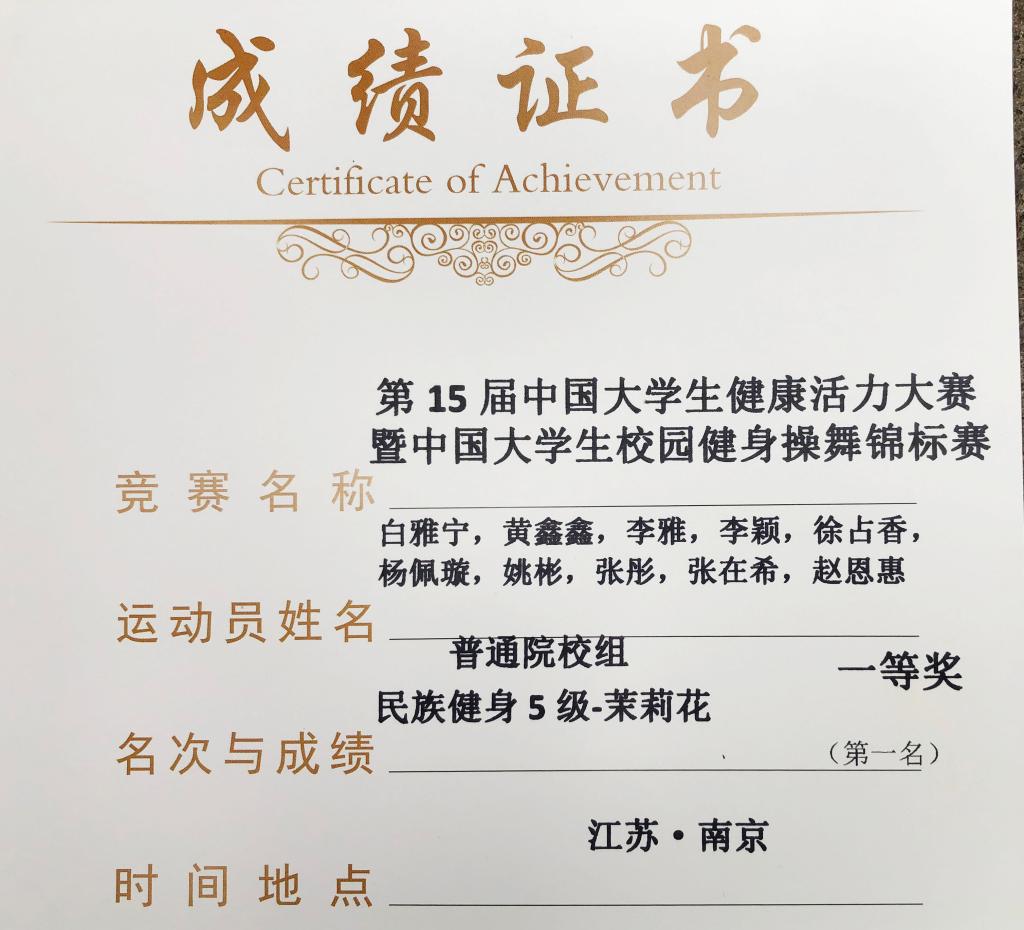 成绩证书
Certificate of Achievement
第 15 届中国大学生健康活力大赛
暨中国大学生校园健身操舞锦标赛
竞赛名称
白雅宁，黄鑫鑫，李雅，李颖，徐占香，
杨佩璇，姚彬，张彤，张在希，赵恩惠
运动员姓名
普通院校组
一等奖
民族健身 5 级-茉莉花
（第一名）
名次与成绩
江苏·南京
时间地点